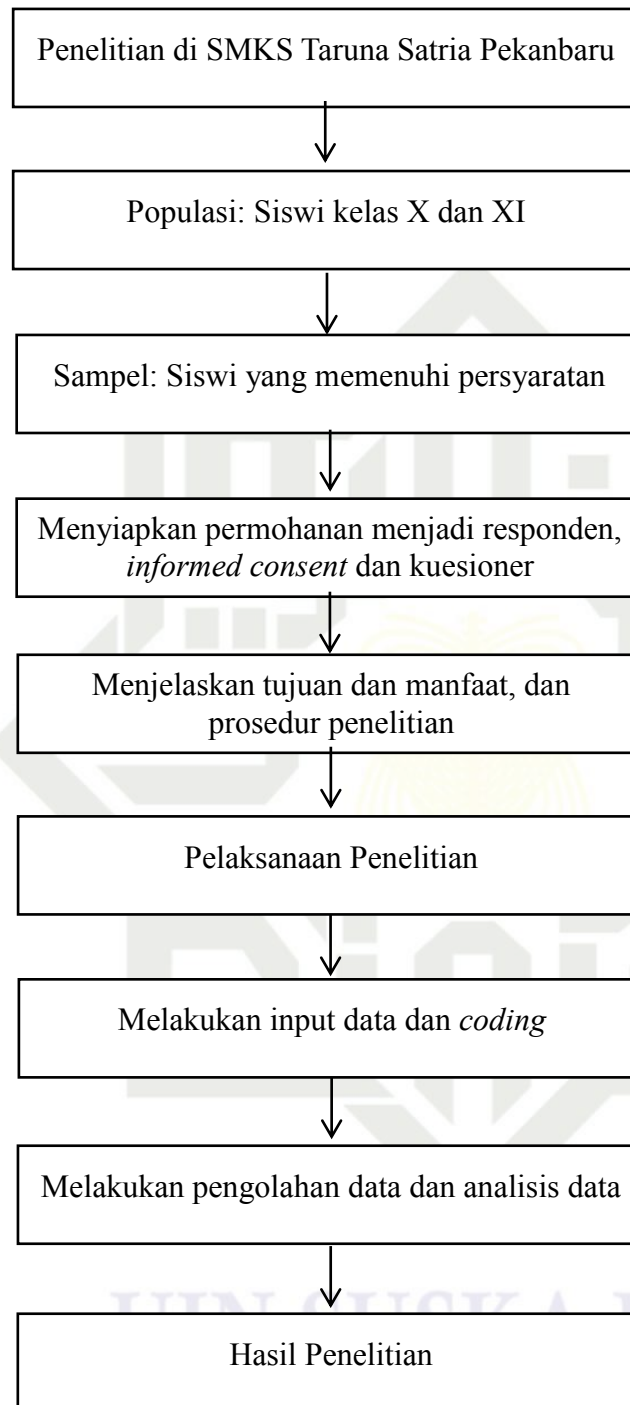 Penelitian di SMKS Taruna Satria Pekanbaru
Populasi: Siswi kelas X dan XI
Sampel: Siswi yang memenuhi persyaratan
Menyiapkan permohanan menjadi responden,
informed consent dan kuesioner
Menjelaskan tujuan dan manfaat, dan
prosedur penelitian
Pelaksanaan Penelitian
Melakukan input data dan coding
Melakukan pengolahan data dan analisis data
UIN SUSKA
Hasil Penelitian